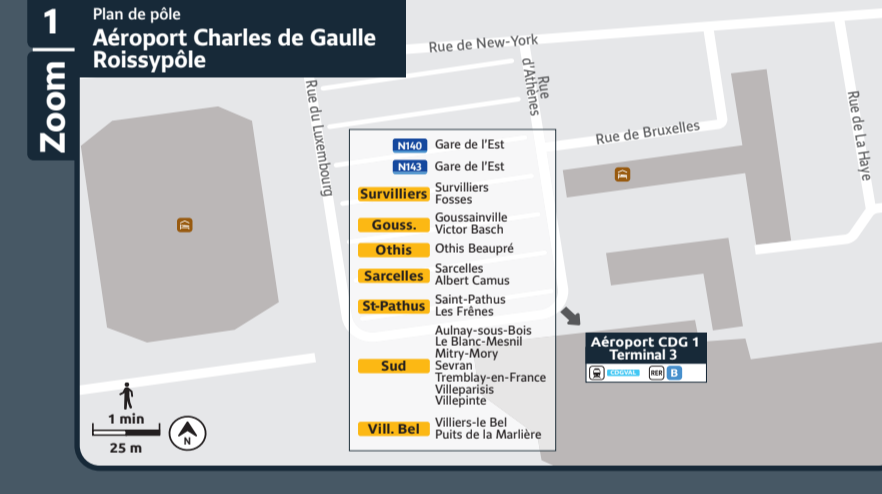 Zoom 1
Plan de pôle
Aéroport Charles de Gaulle
Roissypôle
Rue de New-York
Rue
d'Athènes
Rue du Luxembourg
Rue de Bruxelles
Rue de La Haye
N140 Gare de l'Est
N143 Gare de l'Est
Survilliers Survilliers
Fosses
Gouss. Goussainville
Victor Basch
Othis Othis Beaupré
Sarcelles Sarcelles
Albert Camus
St-Pathus Saint-Pathus
Les Frênes
Sud Aulnay-sous-Bois
Le Blanc-Mesnil
Mitry-Mory
Sevran
Tremblay-en-France
Villeparisis
Villepinte
Vill. Bel Villiers-le Bel
Puits de la Marlière
Aéroport CDG 1
Terminal 3
CDGVAL RER B
1 min
25 m
N